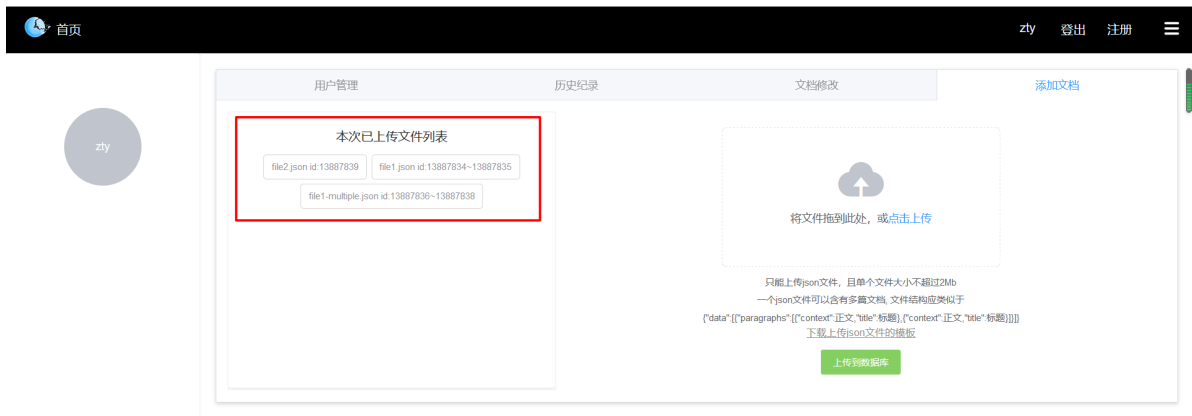 首页
zty 登出 注册
zty
用户管理 历史纪录 文档修改 添加文档
本次已上传文件列表
file2.json id:13887839 file1.json id:13887834~13887835
file1-multiple.json id:13887836~13887838
将文件拖到此处，或点击上传
只能上传json文件，且单个文件大小不超过2Mb
一个json文件可以含有多篇文档, 文件结构应类似于
{"data":[{"paragraphs":[{"context":正文,"title":标题},{"context":正文,"title":标题}]}]}
下载上传json文件的模板
上传到数据库